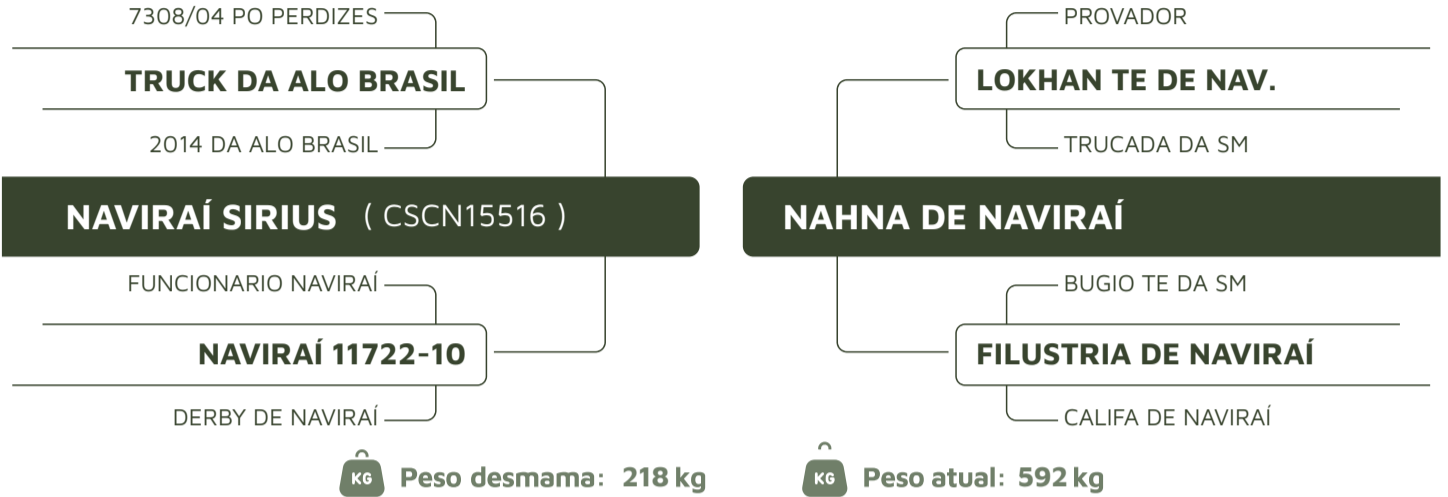 7308/04 PO PERDIZES
TRUCK DA ALO BRASIL
2014 DA ALO BRASIL
NAVIRAÍ SIRIUS ( CSCN15516 )
FUNCIONARIO NAVIRAÍ
NAVIRAÍ 11722-10
DERBY DE NAVIRAÍ
PROVADOR
LOKHAN TE DE NAV.
TRUCADA DA SM
NAHNA DE NAVIRAÍ
BUGIO TE DA SM
FILUSTRIA DE NAVIRAÍ
CALIFA DE NAVIRAÍ
KG Peso desmama: 218 kg
KG Peso atual: 592 kg